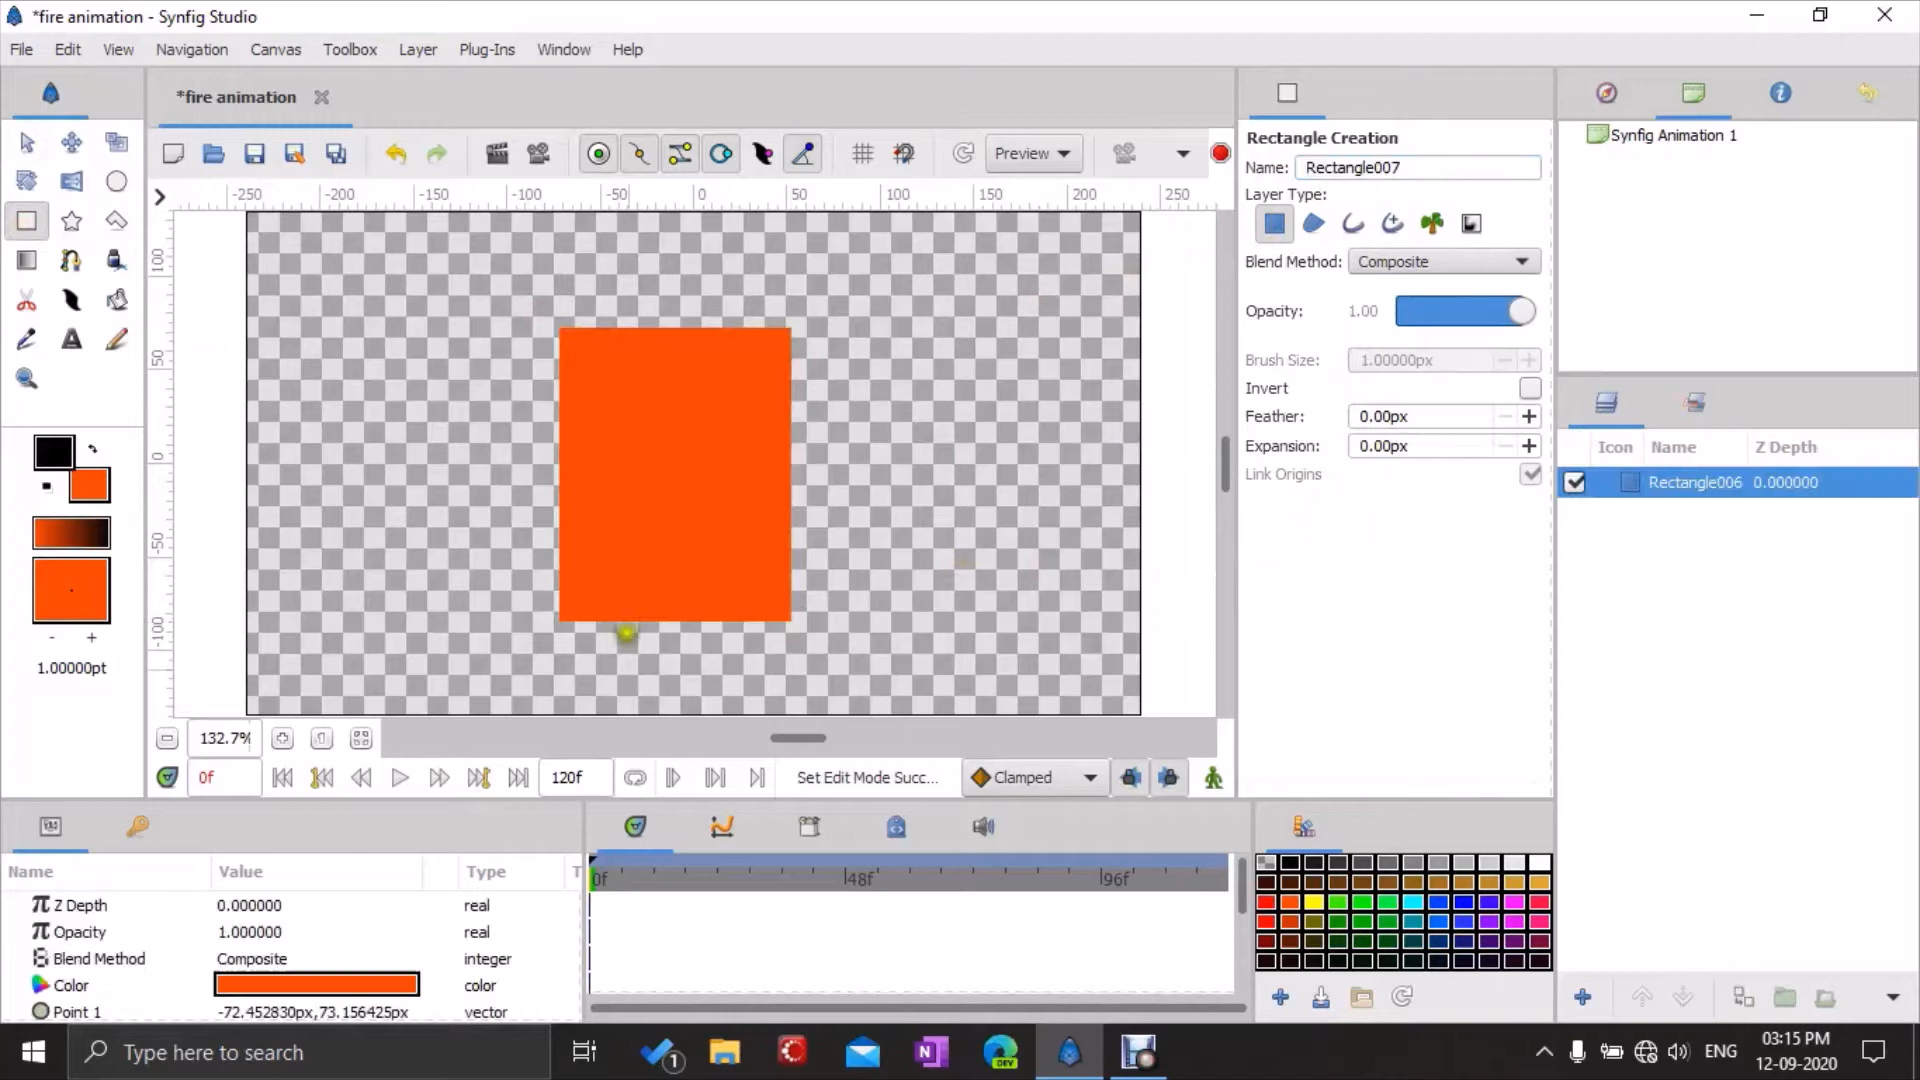 *fire animation - Synfig Studio
File Edit View Navigation Canvas Toolbox Layer Plug-Ins Window Help
*fire animation
Preview
-250 -200 -150 -100 -50 0 50 100 150 200 250
100
50
0
-50
-100
132.7%
0f
120f
Set Edit Mode Succ...
Clamped
Rectangle Creation
Name: Rectangle007
Layer Type:
Blend Method: Composite
Opacity: 1.00
Brush Size: 1.00000px
Invert
Feather: 0.00px
Expansion: 0.00px
Link Origins
Synfig Animation 1
Icon Name Z Depth
Rectangle006 0.000000
- +
1.00000pt
Name Value Type T
Z Depth 0.000000 real
Opacity 1.000000 real
Blend Method Composite integer
Color color
Point 1 -72.452830px,73.156425px vector
0f 48f 96f
Type here to search
1
N
DEV
ENG
03:15 PM
12-09-2020